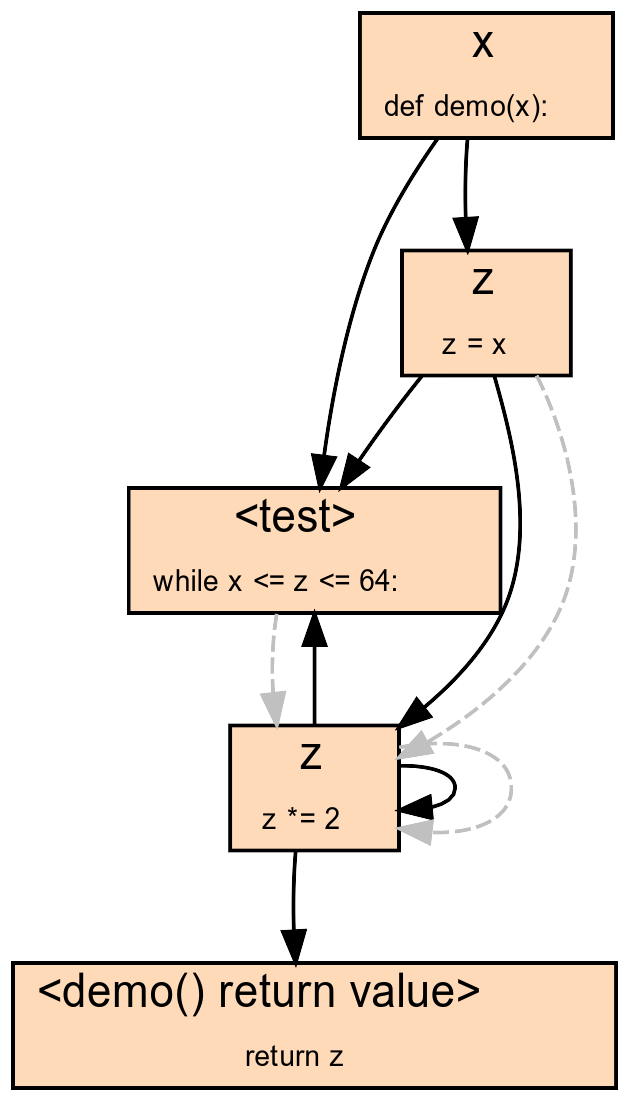 x
def demo(x):
z
z = x
<test>
while x <= z <= 64:
z
z *= 2
<demo() return value>
return z